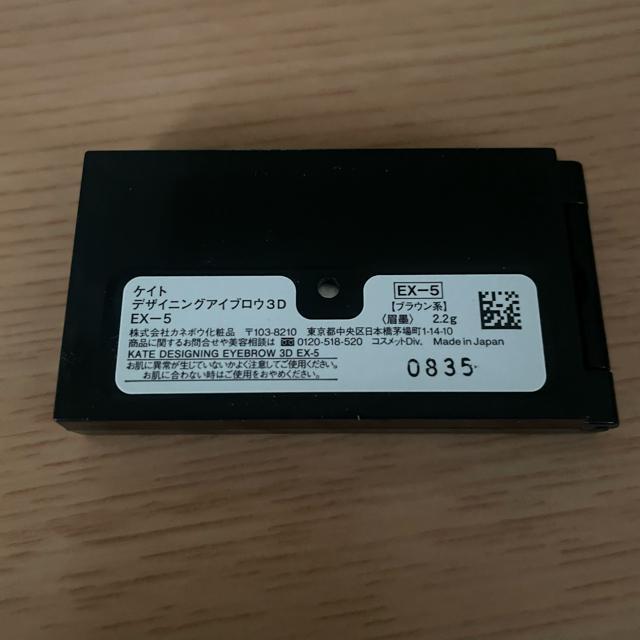 ケイト
デザイニングアイブロウ3D
EX-5
EX-5
【ブラウン系】
〈眉墨〉 2.2g
株式会社カネボウ化粧品 〒103-8210 東京都中央区日本橋茅場町1-14-10
商品に関するお問合せや美容相談は 0120-518-520 コスメットDiv. Made in Japan
KATE DESIGNING EYEBROW 3D EX-5
お肌に異常が生じていないかよく注意してご使用ください。
お肌に合わない時はご使用をおやめください。
0835